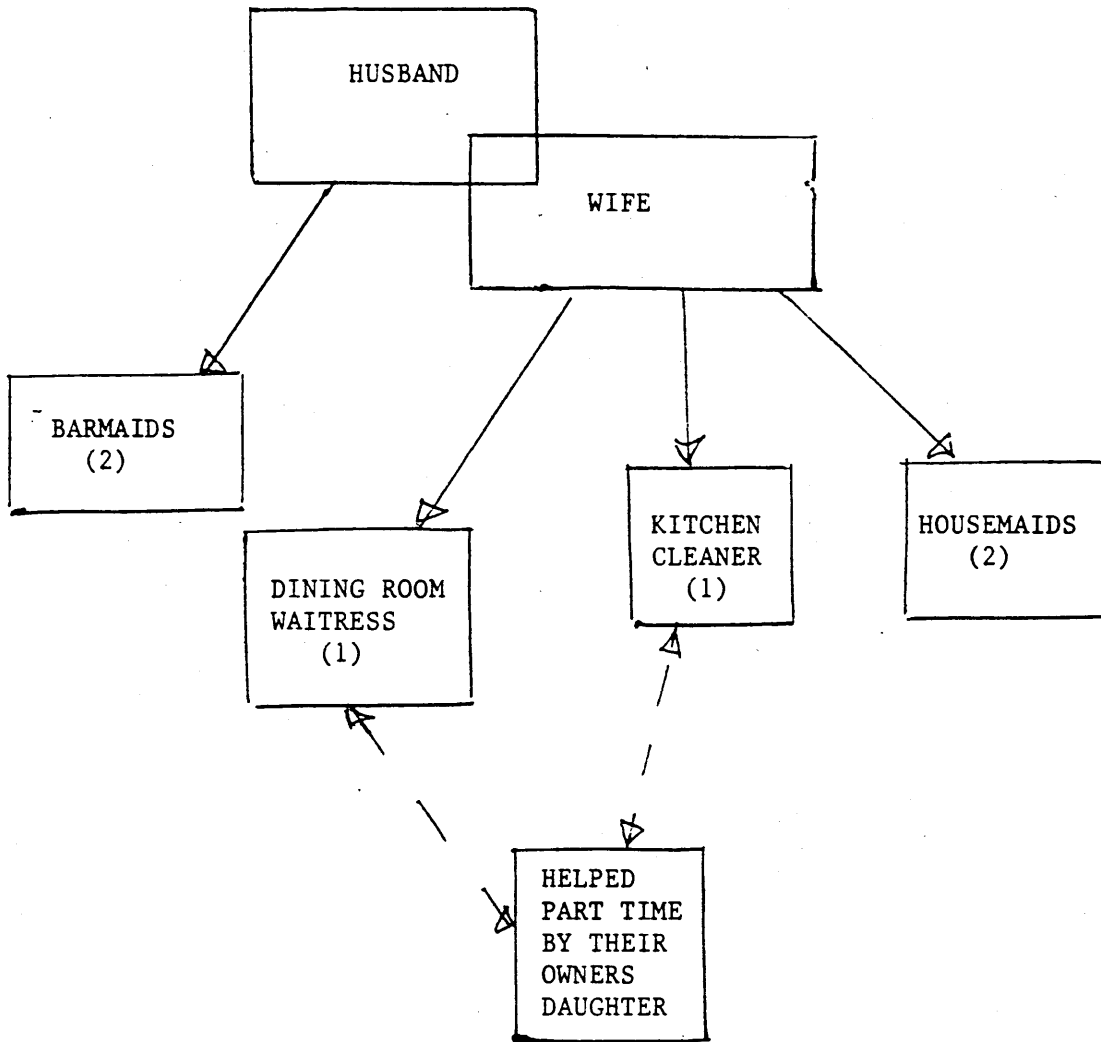 HUSBAND
WIFE
BARMAIDS
(2)
DINING ROOM
WAITRESS
(1)
KITCHEN
CLEANER
(1)
HOUSEMAIDS
(2)
HELPED
PART TIME
BY THEIR
OWNERS
DAUGHTER